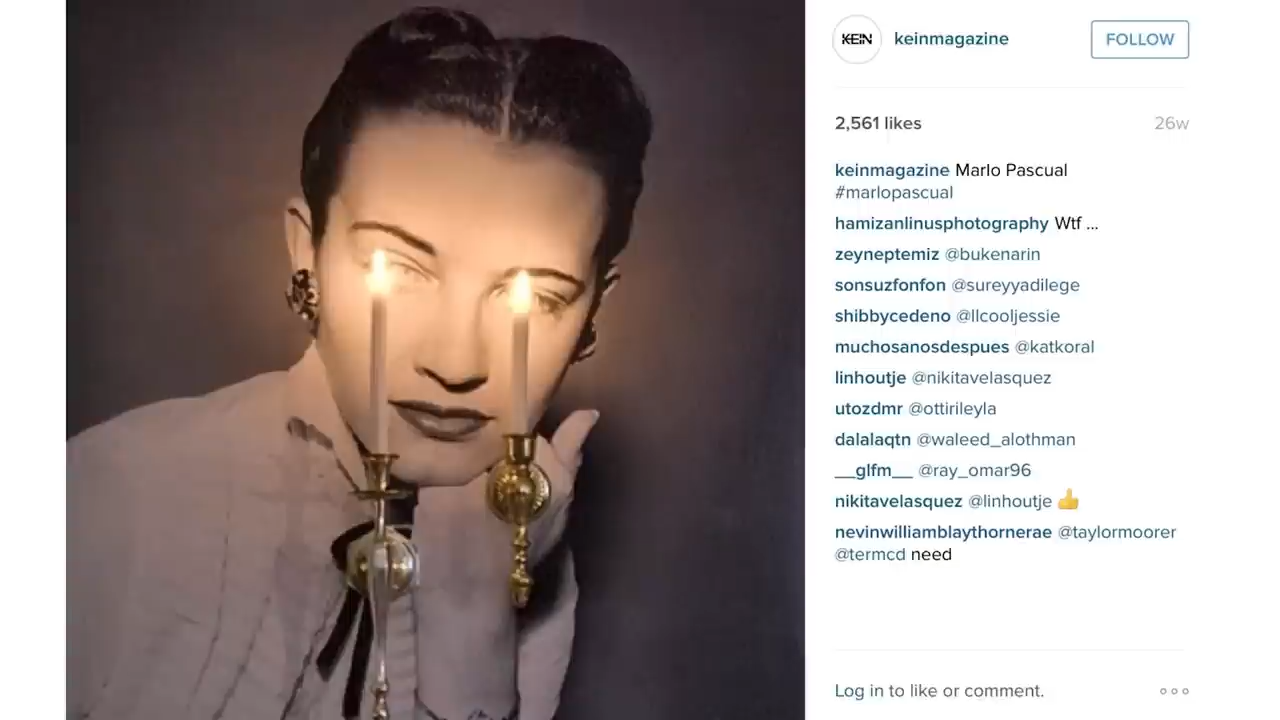 KEIN
keinmagazine
FOLLOW
2,561 likes
26w
keinmagazine Marlo Pascual
#marlopascual
hamizanlinusphotography Wtf ...
zeyneptemiz @bukenarin
sonsuzfonfon @sureyyadilege
shibbycedeno @llcooljessie
muchosanosdespues @katkoral
linhoutje @nikitavelasquez
utozdmr @ottirileyla
dalalaqtn @waleed_alothman
__glfm__ @ray_omar96
nikitavelasquez @linhoutje 👍
nevinwilliamblaythornerae @taylormoorer
@termcd need
Log in to like or comment.